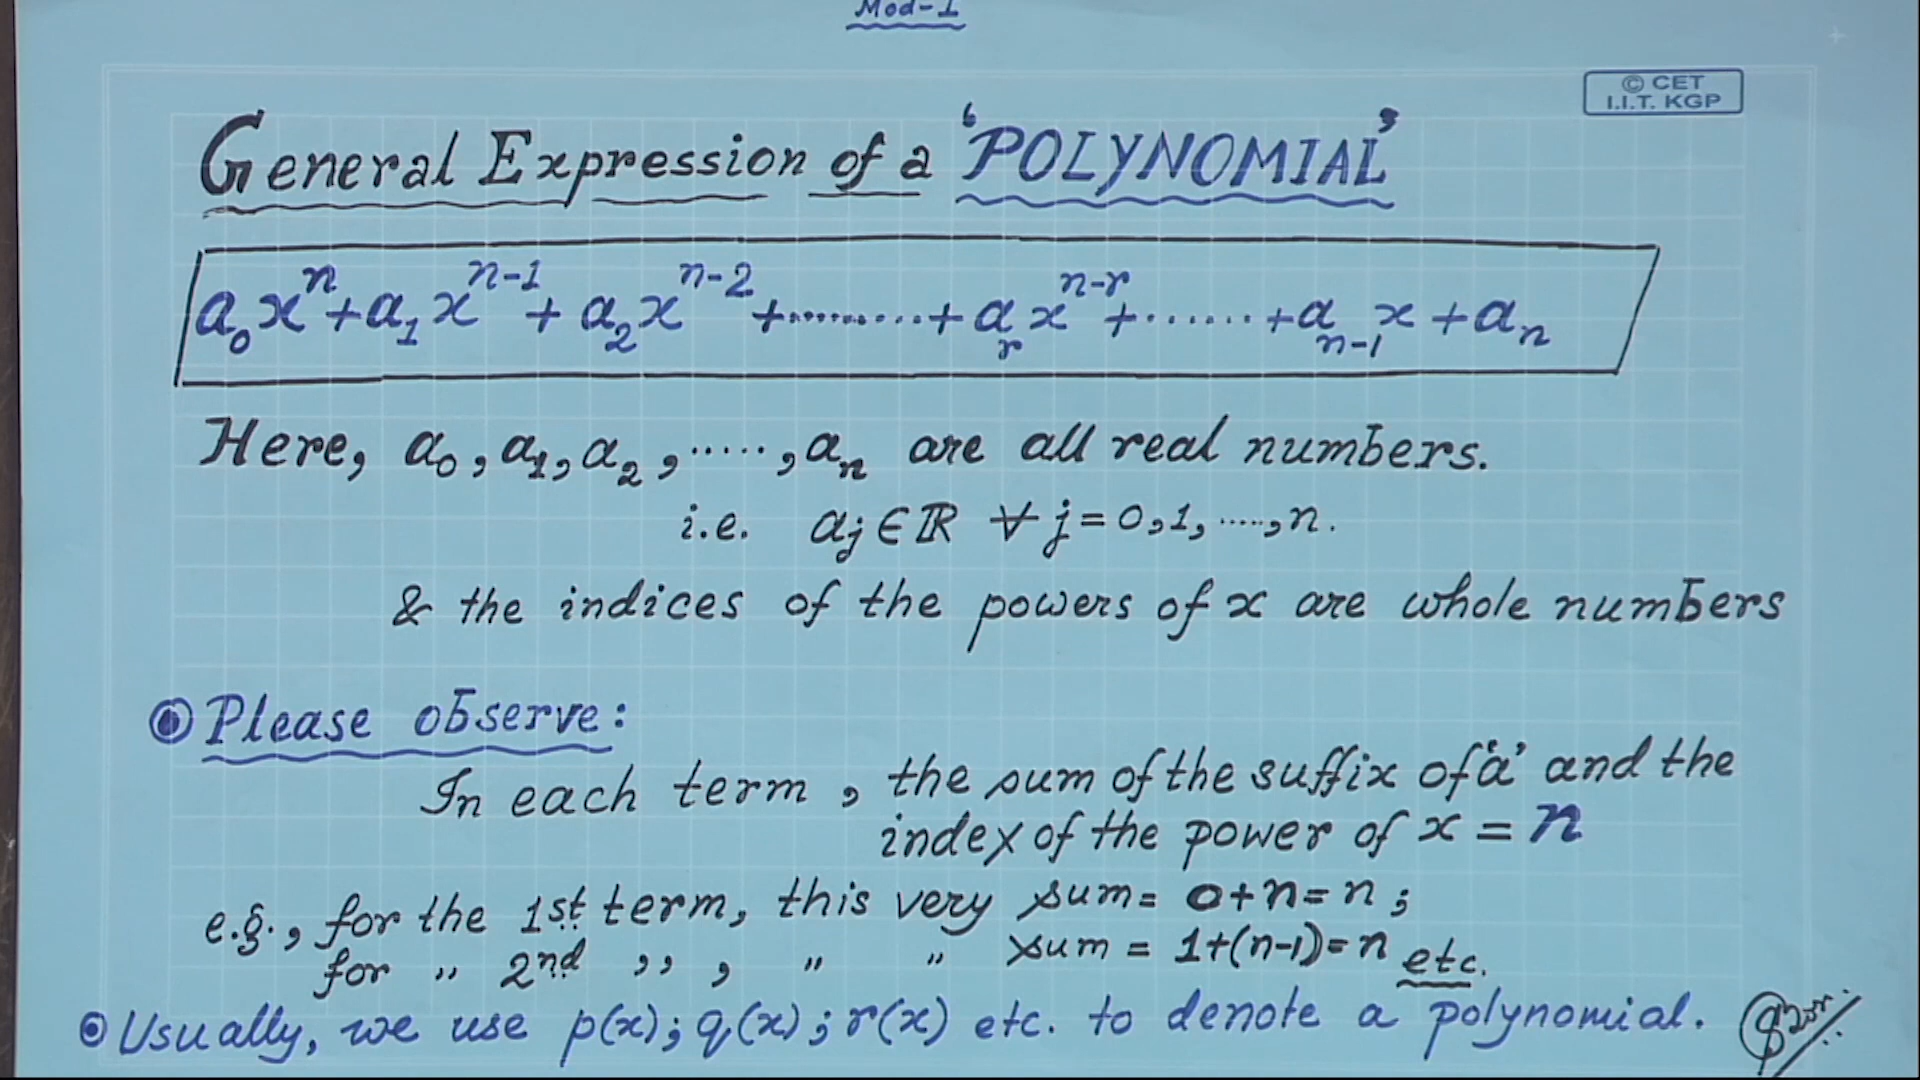 Mod-1
© CET
I.I.T. KGP
General Expression of a 'POLYNOMIAL'
a₀xⁿ + a₁xⁿ⁻¹ + a₂xⁿ⁻² + .......... + aᵣxⁿ⁻ʳ + ....... + aₙ₋₁x + aₙ
Here, a₀, a₁, a₂, ....., aₙ are all real numbers.
i.e. aⱼ ∈ ℝ ∀ j = 0, 1, ....., n.
& the indices of the powers of x are whole numbers
Please observe:
In each term, the sum of the suffix of 'a' and the
index of the power of x = n
e.g., for the 1st term, this very sum = 0+n = n;
for " 2nd ", " " sum = 1+(n-1) = n etc.
Usually, we use p(x); q(x); r(x) etc. to denote a polynomial.